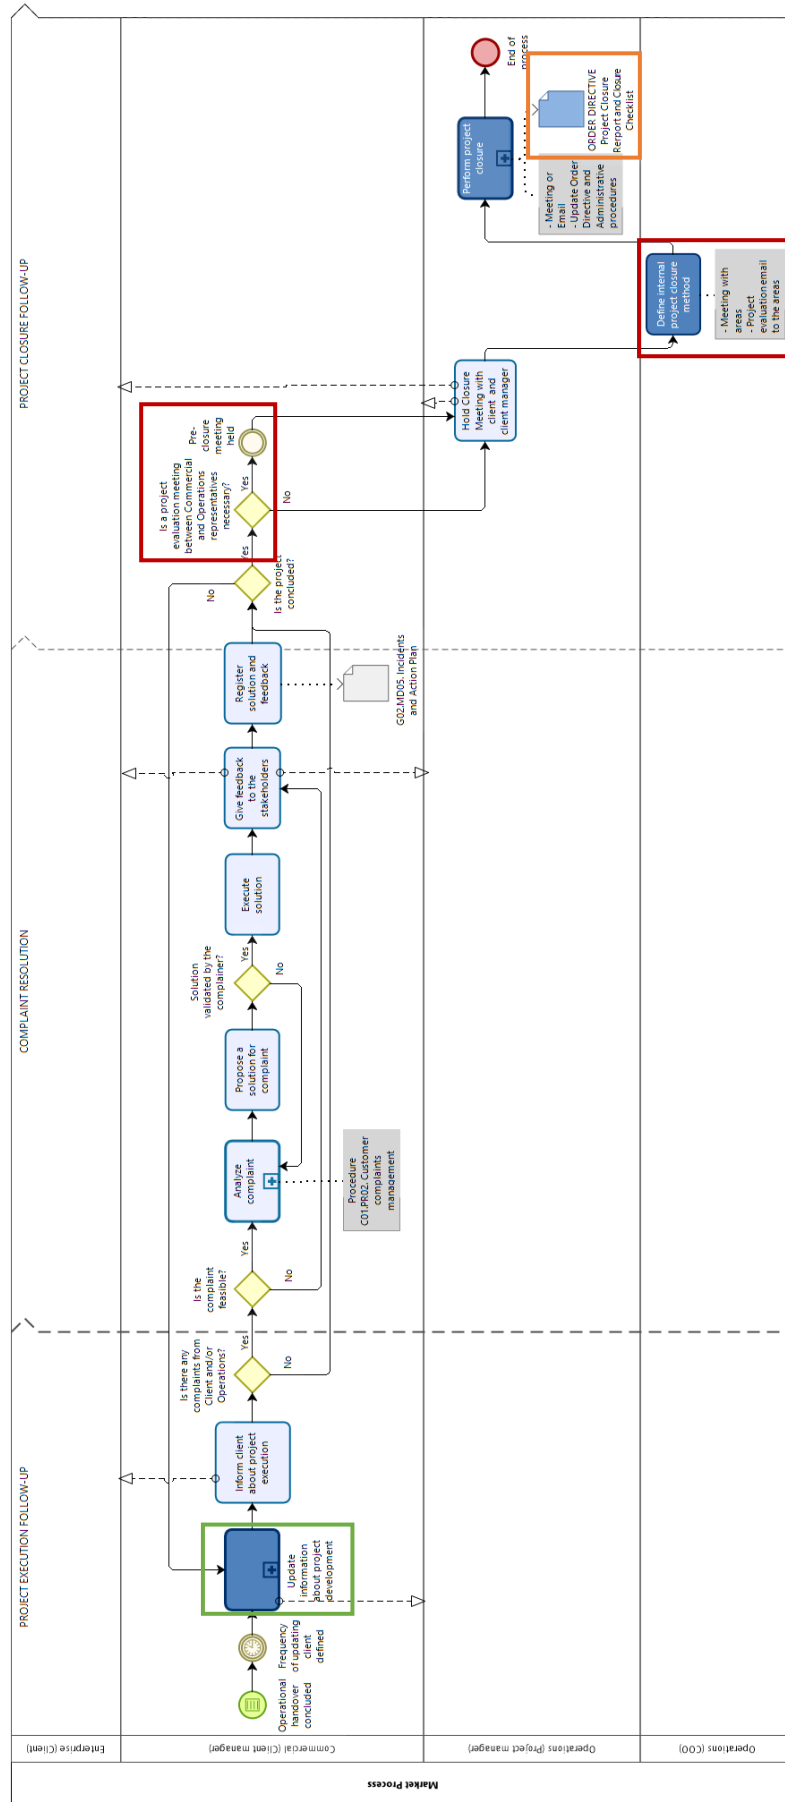 PROJECT EXECUTION FOLLOW-UP
COMPLAINT RESOLUTION
PROJECT CLOSURE FOLLOW-UP
Market Process
Enterprise (Client)
Commercial (Client manager)
Operations (Project manager)
Operations (COO)
Operational
handover
concluded
Frequency
of updating
client
defined
Update
information
about project
development
Inform client
about project
execution
Is there any
complaints from
Client and/or
Operations?
Yes
No
Is the
complaint
feasible?
Yes
No
Analyze
complaint
Procedure
C01.PR02. Customer
complaints
management
Propose a
solution for
complaint
Solution
validated by the
complainer?
Yes
No
Execute
solution
Give feedback
to the
stakeholders
Register
solution and
feedback
G02.MD05. Incidents
and Action Plan
Is the project
concluded?
No
Yes
Is a project
evaluation meeting
between Commercial
and Operations
representatives
necessary?
Yes
No
Pre-
closure
meeting
held
Hold Closure
Meeting with
client and
client manager
Define internal
project closure
method
- Meeting with
areas
- Project
evaluation email
to the areas
Perform project
closure
- Meeting or
Email
- Update Order
Directive and
Administrative
procedures
ORDER DIRECTIVE
Project Closure
Rerport and Closure
Checklist
End of
process